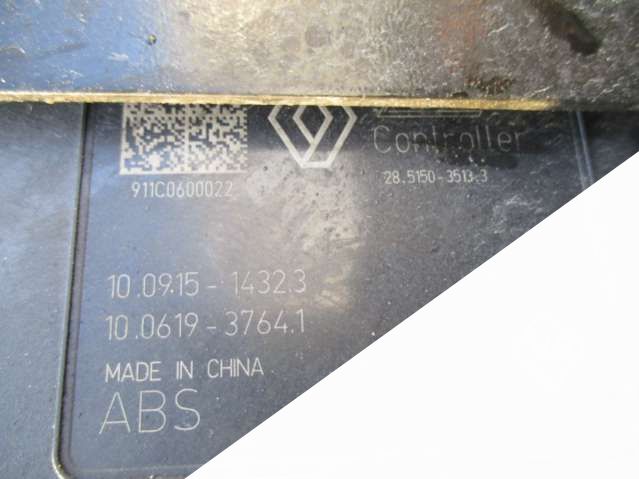 Controller
911C0600022
28.5150-3513.3
10.0915-1432.3
10.0619-3764.1
MADE IN CHINA
ABS